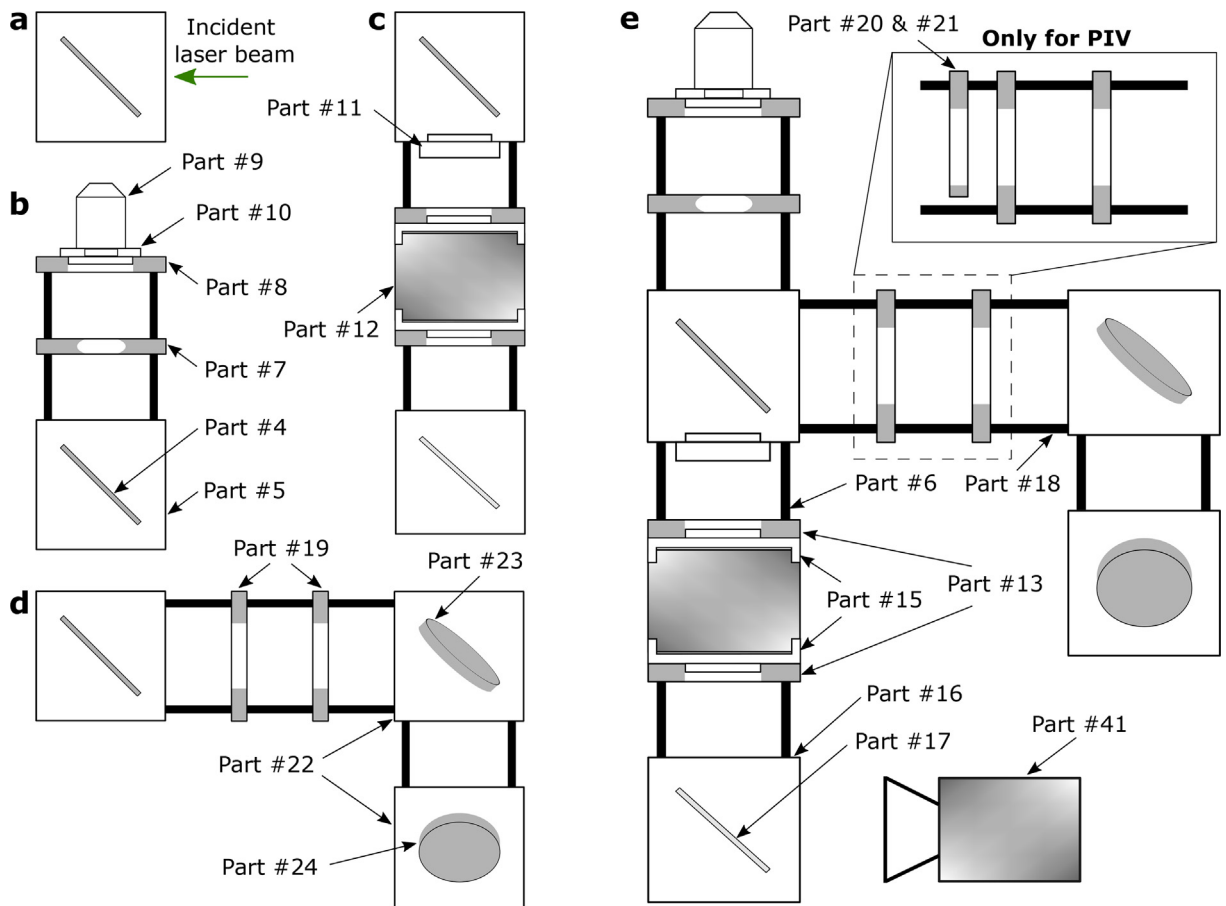 a
Incident
laser beam
b
Part #9
Part #10
Part #8
Part #7
Part #4
Part #5
c
Part #11
Part #12
d
Part #19
Part #23
Part #22
Part #24
e
Part #20 & #21
Only for PIV
Part #6
Part #18
Part #13
Part #15
Part #16
Part #17
Part #41